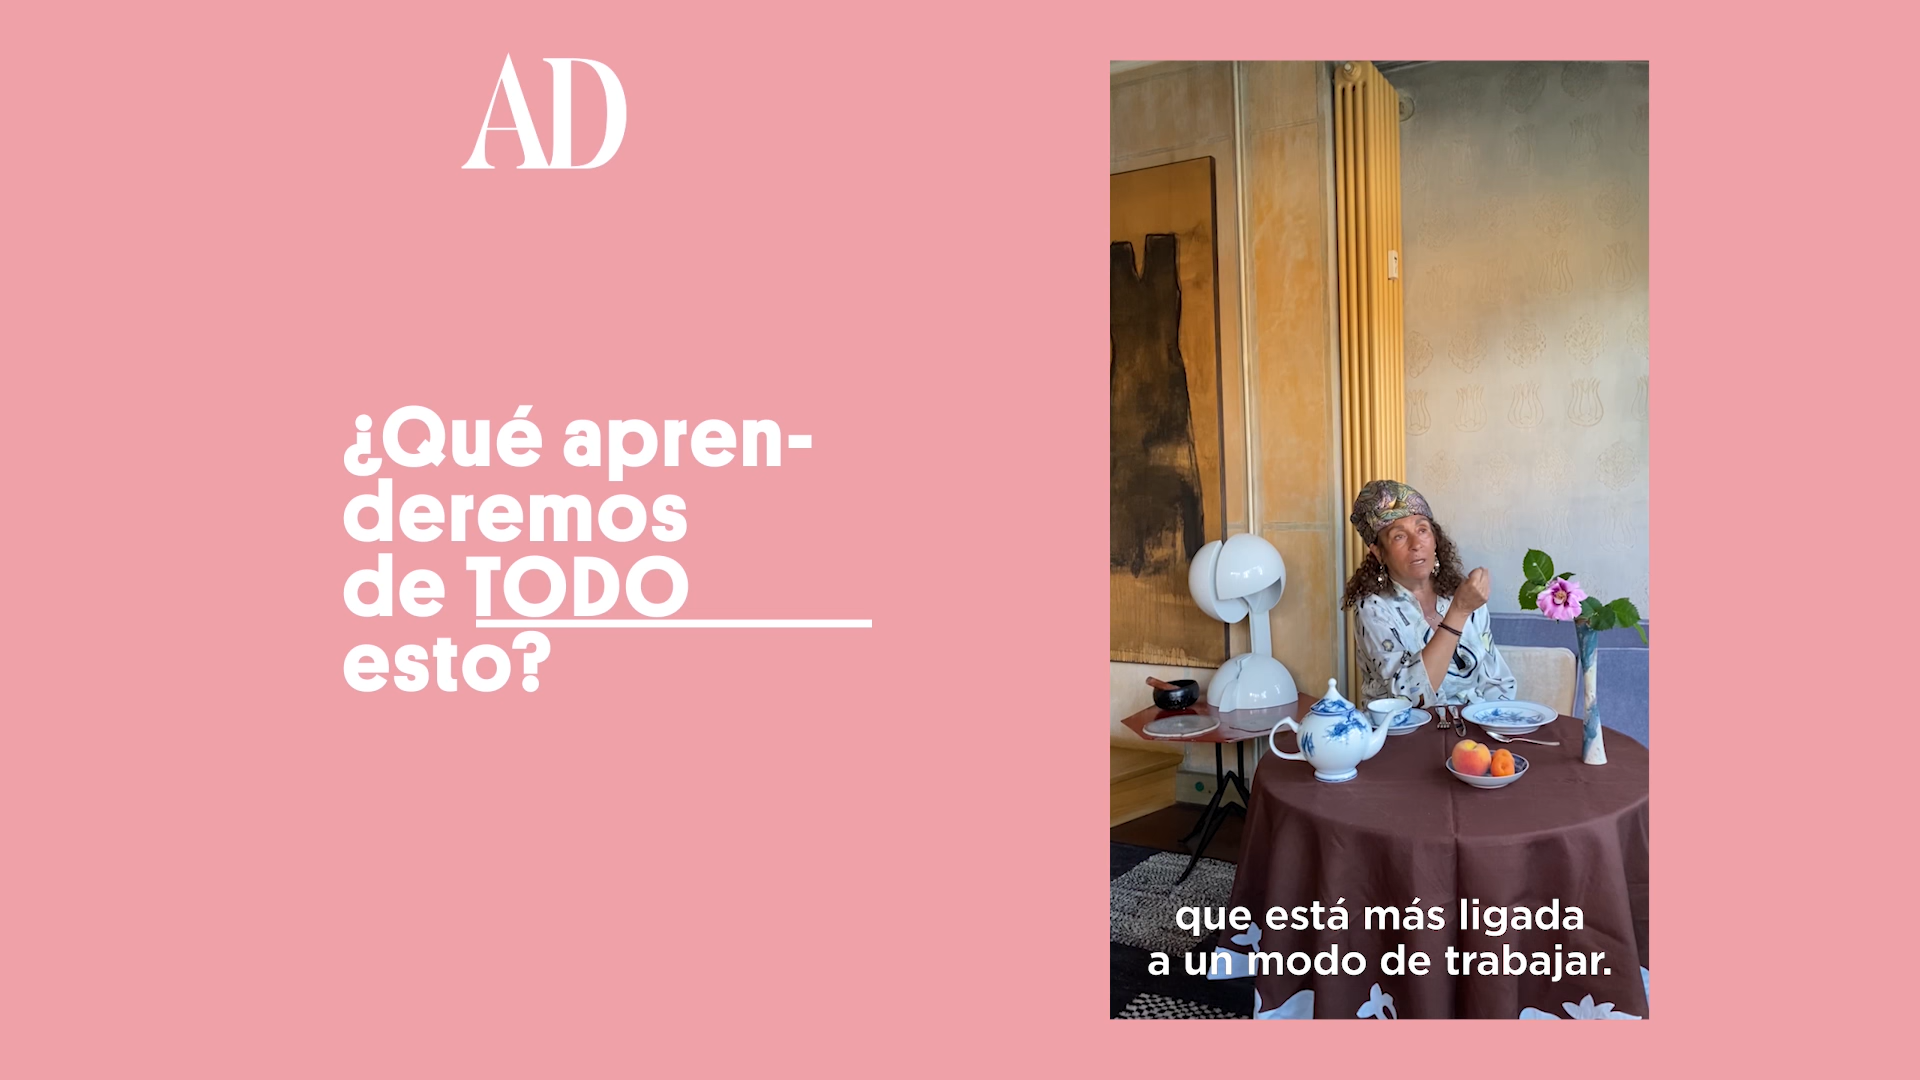 AD
¿Qué apren-
deremos
de TODO
esto?
que está más ligada
a un modo de trabajar.